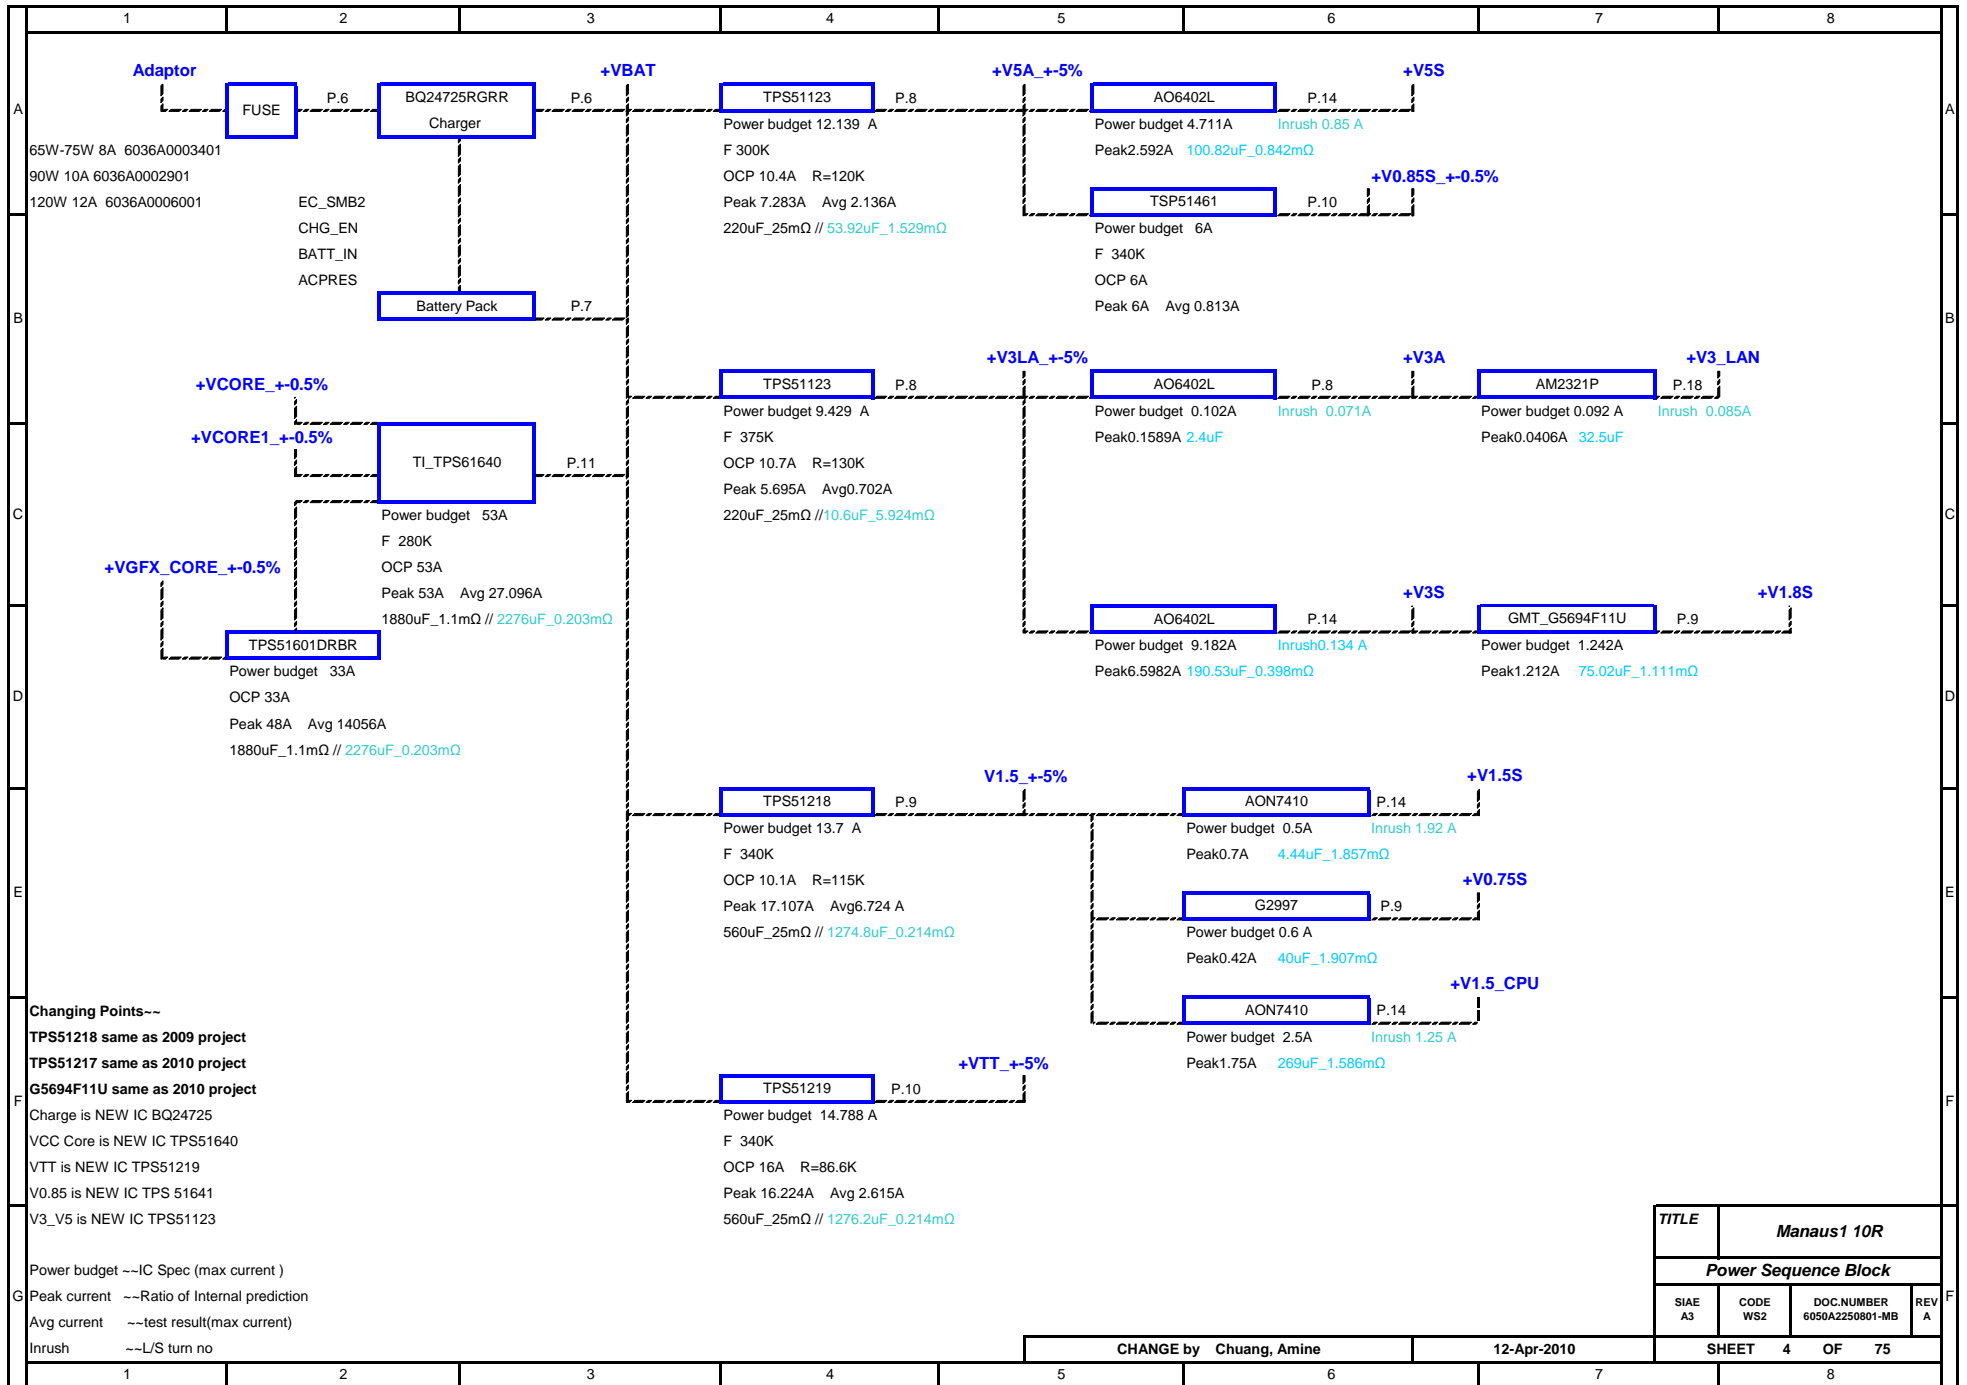 1 2 3 4 5 6 7 8
A
A
B
B
C
C
D
D
E
E
F
F
G
F
Adaptor
FUSE
P.6
BQ24725RGRR
Charger
P.6
+VBAT
65W-75W 8A 6036A0003401
90W 10A 6036A0002901
120W 12A 6036A0006001
EC_SMB2
CHG_EN
BATT_IN
ACPRES
Battery Pack
P.7
TPS51123
P.8
Power budget 12.139 A
F 300K
OCP 10.4A R=120K
Peak 7.283A Avg 2.136A
220uF_25mΩ // 53.92uF_1.529mΩ
+V5A_+-5%
AO6402L
P.14
+V5S
Power budget 4.711A Inrush 0.85 A
Peak2.592A 100.82uF_0.842mΩ
+V0.85S_+-0.5%
TSP51461
P.10
Power budget 6A
F 340K
OCP 6A
Peak 6A Avg 0.813A
+VCORE_+-0.5%
+VCORE1_+-0.5%
TI_TPS61640
P.11
Power budget 53A
F 280K
OCP 53A
Peak 53A Avg 27.096A
1880uF_1.1mΩ // 2276uF_0.203mΩ
+VGFX_CORE_+-0.5%
TPS51601DRBR
Power budget 33A
OCP 33A
Peak 48A Avg 14056A
1880uF_1.1mΩ // 2276uF_0.203mΩ
TPS51123
P.8
Power budget 9.429 A
F 375K
OCP 10.7A R=130K
Peak 5.695A Avg0.702A
220uF_25mΩ //10.6uF_5.924mΩ
+V3LA_+-5%
AO6402L
P.8
+V3A
Power budget 0.102A Inrush 0.071A
Peak0.1589A 2.4uF
AM2321P
P.18
+V3_LAN
Power budget 0.092 A Inrush 0.085A
Peak0.0406A 32.5uF
AO6402L
P.14
+V3S
Power budget 9.182A Inrush0.134 A
Peak6.5982A 190.53uF_0.398mΩ
GMT_G5694F11U
P.9
+V1.8S
Power budget 1.242A
Peak1.212A 75.02uF_1.111mΩ
TPS51218
P.9
Power budget 13.7 A
F 340K
OCP 10.1A R=115K
Peak 17.107A Avg6.724 A
560uF_25mΩ // 1274.8uF_0.214mΩ
V1.5_+-5%
AON7410
P.14
+V1.5S
Power budget 0.5A Inrush 1.92 A
Peak0.7A 4.44uF_1.857mΩ
G2997
P.9
+V0.75S
Power budget 0.6 A
Peak0.42A 40uF_1.907mΩ
AON7410
P.14
+V1.5_CPU
Power budget 2.5A Inrush 1.25 A
Peak1.75A 269uF_1.586mΩ
TPS51219
P.10
+VTT_+-5%
Power budget 14.788 A
F 340K
OCP 16A R=86.6K
Peak 16.224A Avg 2.615A
560uF_25mΩ // 1276.2uF_0.214mΩ
Changing Points~~
TPS51218 same as 2009 project
TPS51217 same as 2010 project
G5694F11U same as 2010 project
Charge is NEW IC BQ24725
VCC Core is NEW IC TPS51640
VTT is NEW IC TPS51219
V0.85 is NEW IC TPS 51641
V3_V5 is NEW IC TPS51123
Power budget ~~IC Spec (max current )
Peak current ~~Ratio of Internal prediction
Avg current ~~test result(max current)
Inrush ~~L/S turn no
TITLE
Manaus1 10R
Power Sequence Block
SIAE
A3
CODE
WS2
DOC.NUMBER
6050A2250801-MB
REV
A
CHANGE by Chuang, Amine 12-Apr-2010 SHEET 4 OF 75
1 2 3 4 5 6 7 8